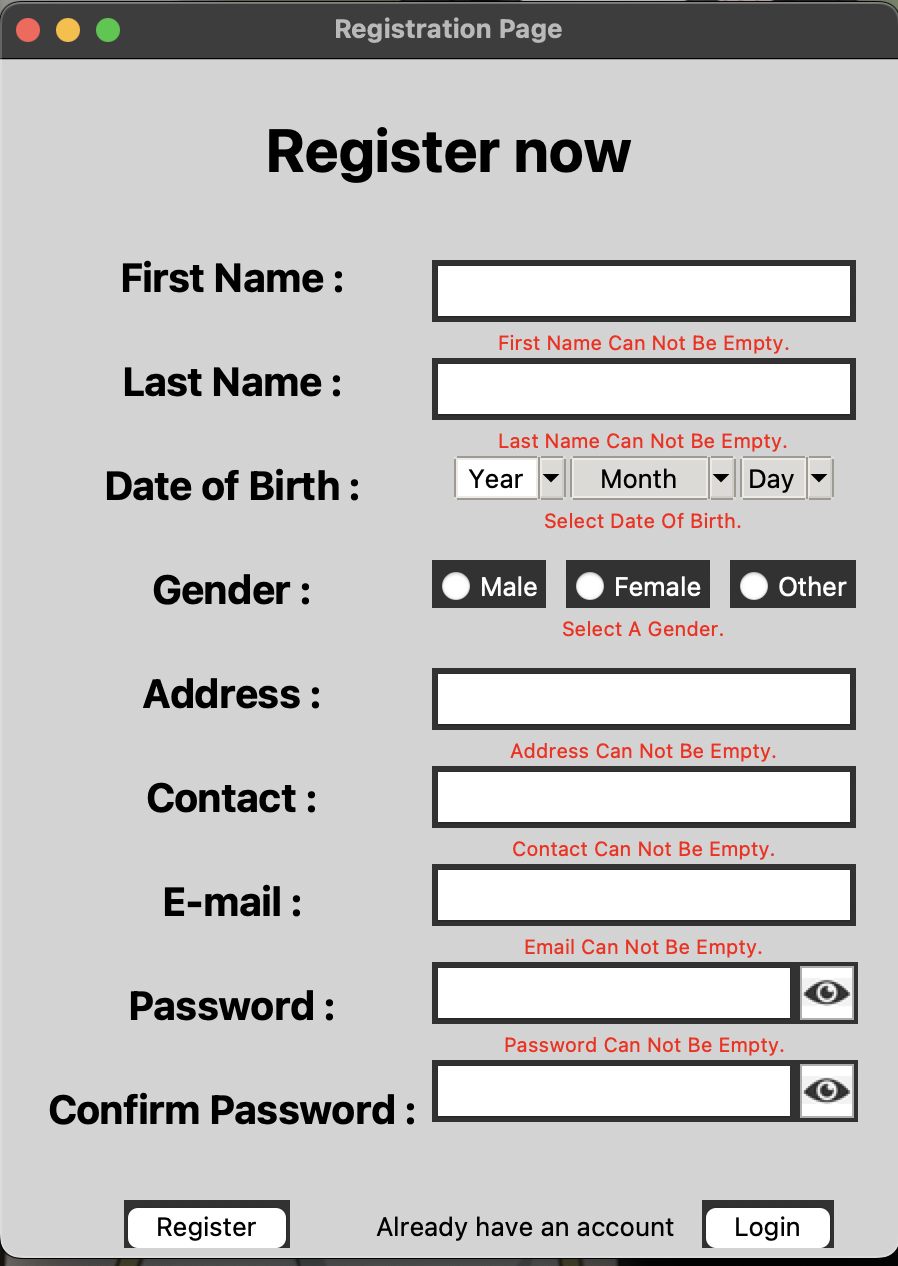 Registration Page
Register now
First Name :
First Name Can Not Be Empty.
Last Name :
Last Name Can Not Be Empty.
Date of Birth : Year Month Day
Select Date Of Birth.
Gender : Male Female Other
Select A Gender.
Address :
Address Can Not Be Empty.
Contact :
Contact Can Not Be Empty.
E-mail :
Email Can Not Be Empty.
Password :
Password Can Not Be Empty.
Confirm Password :
Register Already have an account Login